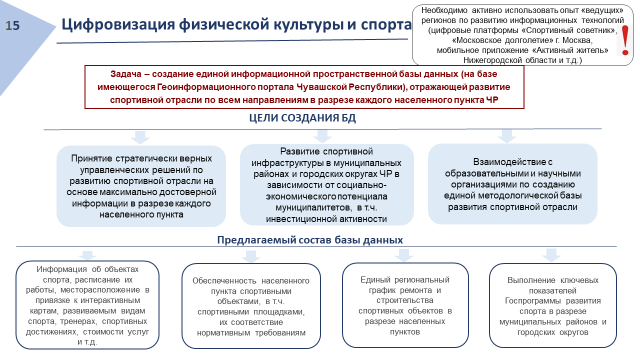 15
Цифровизация физической культуры и спорта
Необходимо активно использовать опыт «ведущих»
регионов по развитию информационных технологий
(цифровые платформы «Спортивный советник»,
«Московское долголетие» г. Москва,
мобильное приложение «Активный житель»
Нижегородской области и т.д.)
!
Задача – создание единой информационной пространственной базы данных (на базе
имеющегося Геоинформационного портала Чувашской Республики), отражающей развитие
спортивной отрасли по всем направлениям в разрезе каждого населенного пункта ЧР
ЦЕЛИ СОЗДАНИЯ БД
Принятие стратегически верных
управленческих решений по
развитию спортивной отрасли на
основе максимально достоверной
информации в разрезе каждого
населенного пункта
Развитие спортивной
инфраструктуры в муниципальных
районах и городских округах ЧР в
зависимости от социально-
экономического потенциала
муниципалитетов, в т.ч.
инвестиционной активности
Взаимодействие с
образовательными и научными
организациями по созданию
единой методологической базы
развития спортивной отрасли
Предлагаемый состав базы данных
Информация об объектах
спорта, расписание их
работы, месторасположение в
привязке к интерактивным
картам, развиваемым видам
спорта, тренерах, спортивных
достижениях, стоимости услуг
и т.д.
Обеспеченность населенного
пункта спортивными
объектами, в т.ч.
спортивными площадками,
их соответствие
нормативным требованиям
Единый региональный
график ремонта и
строительства
спортивных объектов в
разрезе населенных
пунктов
Выполнение ключевых
показателей
Госпрограммы развития
спорта в разрезе
муниципальных районов и
городских округов